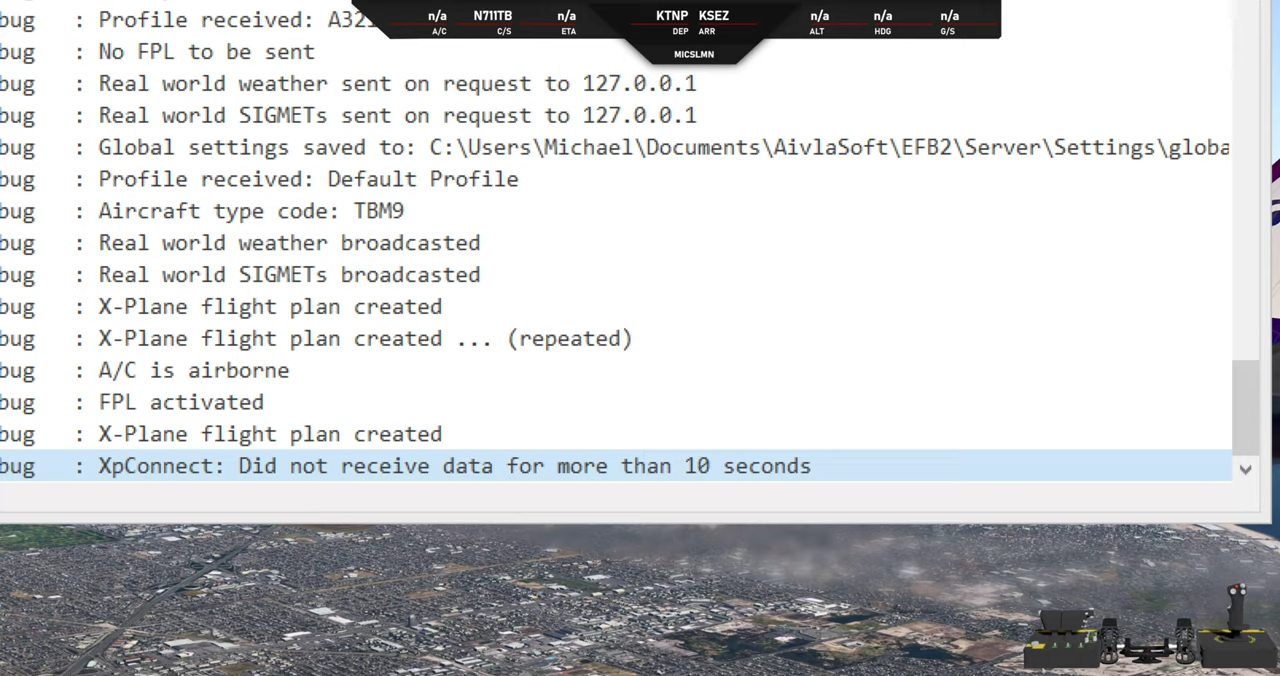 n/a N711TB n/a KTNP KSEZ n/a n/a n/a
A/C C/S ETA DEP ARR ALT HDG G/S
MICSLMN
bug : Profile received: A321
bug : No FPL to be sent
bug : Real world weather sent on request to 127.0.0.1
bug : Real world SIGMETs sent on request to 127.0.0.1
bug : Global settings saved to: C:\Users\Michael\Documents\AivlaSoft\EFB2\Server\Settings\globa
bug : Profile received: Default Profile
bug : Aircraft type code: TBM9
bug : Real world weather broadcasted
bug : Real world SIGMETs broadcasted
bug : X-Plane flight plan created
bug : X-Plane flight plan created ... (repeated)
bug : A/C is airborne
bug : FPL activated
bug : X-Plane flight plan created
bug : XpConnect: Did not receive data for more than 10 seconds